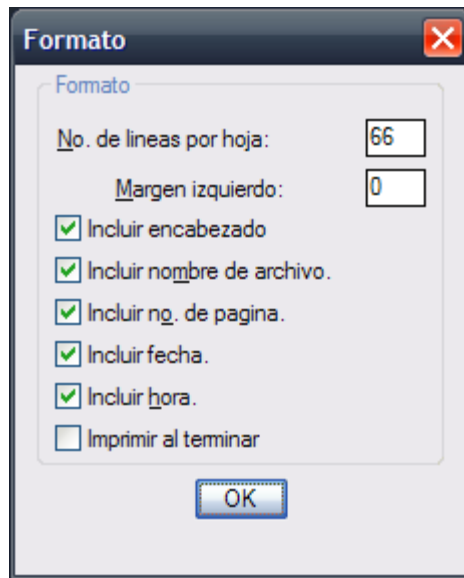 Formato
Formato
No. de lineas por hoja: 66
Margen izquierdo: 0
Incluir encabezado
Incluir nombre de archivo.
Incluir no. de pagina.
Incluir fecha.
Incluir hora.
Imprimir al terminar
OK